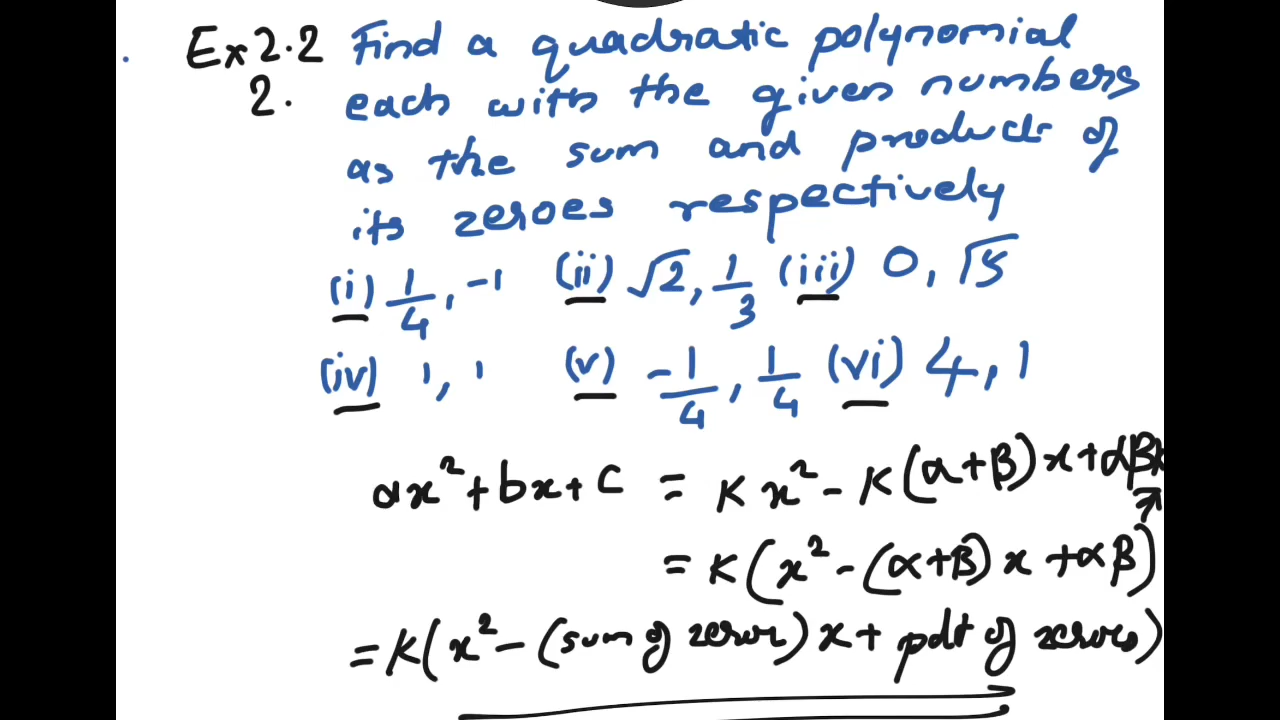 Ex 2.2 Find a quadratic polynomial
2. each with the given numbers
as the sum and product of
its zeroes respectively
(i) 1/4, -1 (ii) √2, 1/3 (iii) 0, √5
(iv) 1, 1 (v) -1/4, 1/4 (vi) 4, 1
ax² + bx + c = Kx² - K(α+β)x + αβk
= K(x² - (α+β)x + αβ)
= K(x² - (sum of zeros)x + pdt of zeroes)